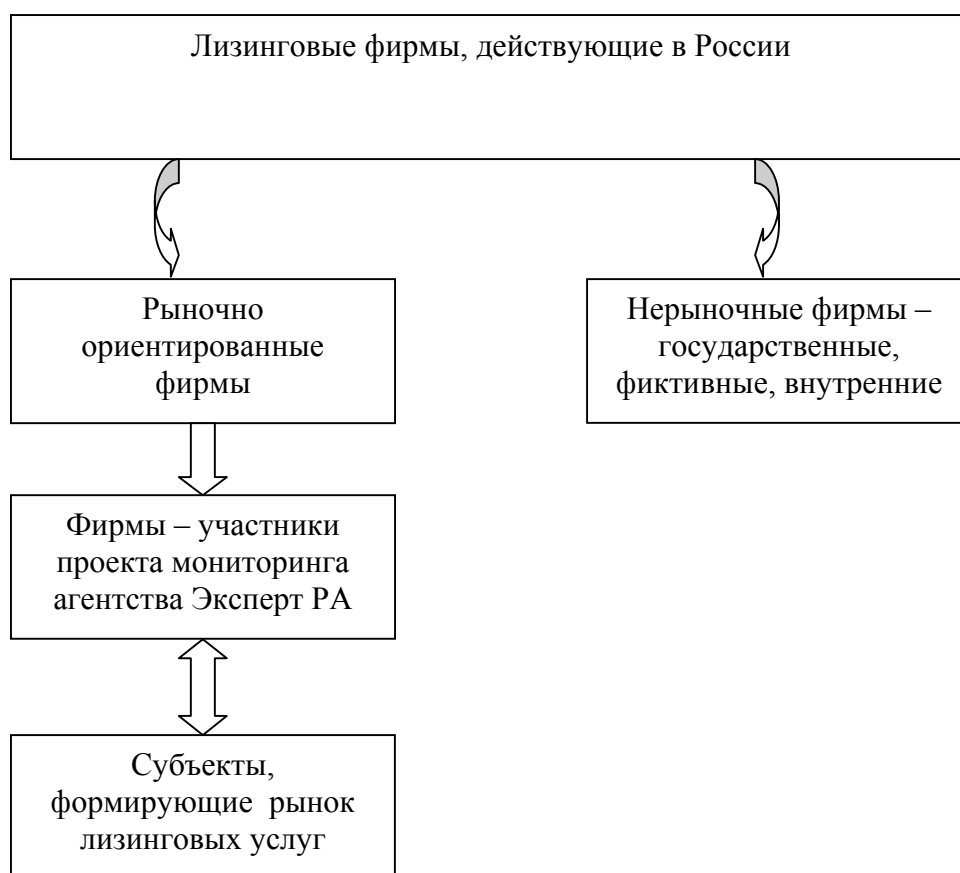 Лизинговые фирмы, действующие в России
Рыночно
ориентированные
фирмы
Нерыночные фирмы –
государственные,
фиктивные, внутренние
Фирмы – участники
проекта мониторинга
агентства Эксперт РА
Субъекты,
формирующие  рынок
лизинговых услуг